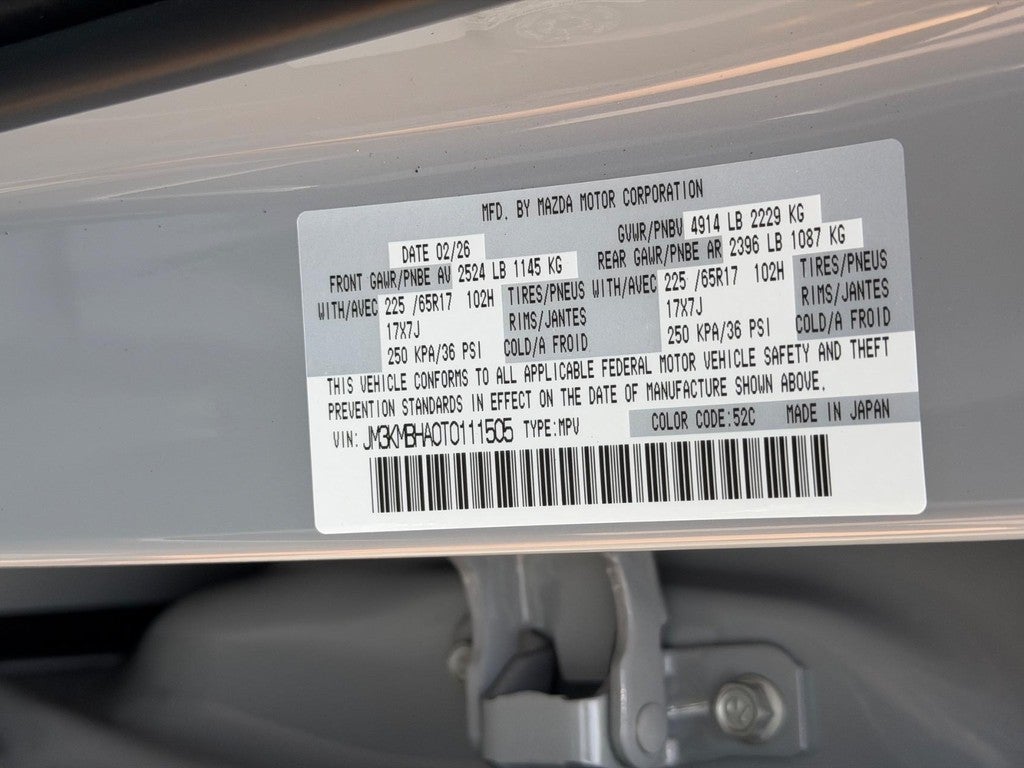 MFD. BY MAZDA MOTOR CORPORATION
DATE 02/26 GVWR/PNBV 4914 LB 2229 KG
FRONT GAWR/PNBE AV 2524 LB 1145 KG REAR GAWR/PNBE AR 2396 LB 1087 KG
WITH/AVEC 225 /65R17 102H TIRES/PNEUS WITH/AVEC 225 /65R17 102H TIRES/PNEUS
17X7J RIMS/JANTES 17X7J RIMS/JANTES
250 KPA/36 PSI COLD/A FROID 250 KPA/36 PSI COLD/A FROID
THIS VEHICLE CONFORMS TO ALL APPLICABLE FEDERAL MOTOR VEHICLE SAFETY AND THEFT
PREVENTION STANDARDS IN EFFECT ON THE DATE OF MANUFACTURE SHOWN ABOVE.
VIN: JM3KMBHA0T0111505 TYPE:MPV COLOR CODE:52C MADE IN JAPAN